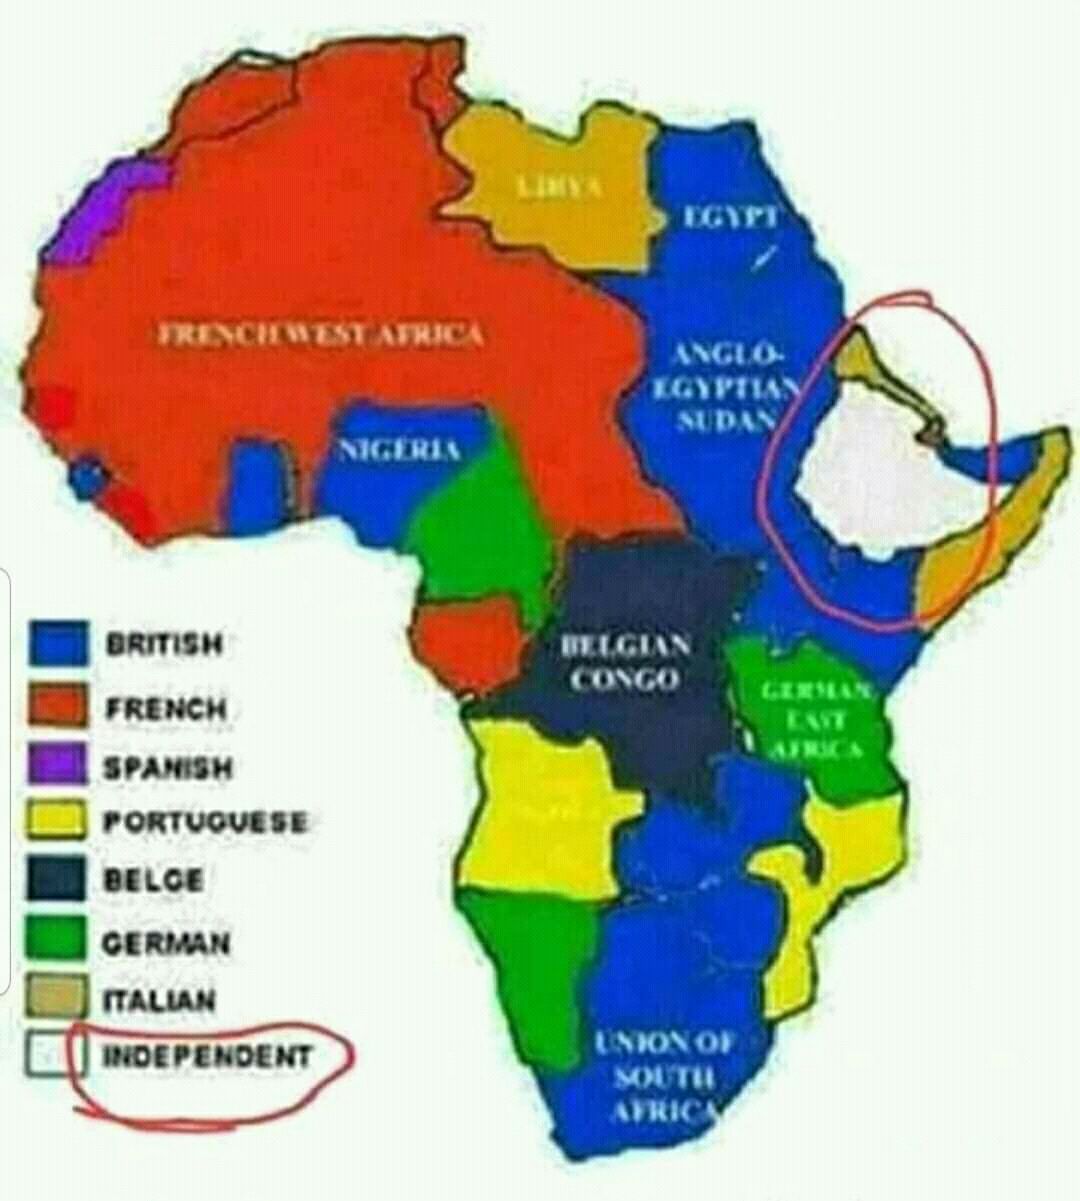 LIBYA
EGYPT
FRENCH WEST AFRICA
ANGLO-
EGYPTIAN
SUDAN
NIGERIA
BELGIAN
CONGO
GERMAN
EAST
AFRICA
UNION OF
SOUTH
AFRICA
BRITISH
FRENCH
SPANISH
PORTUGUESE
BELGE
GERMAN
ITALIAN
INDEPENDENT